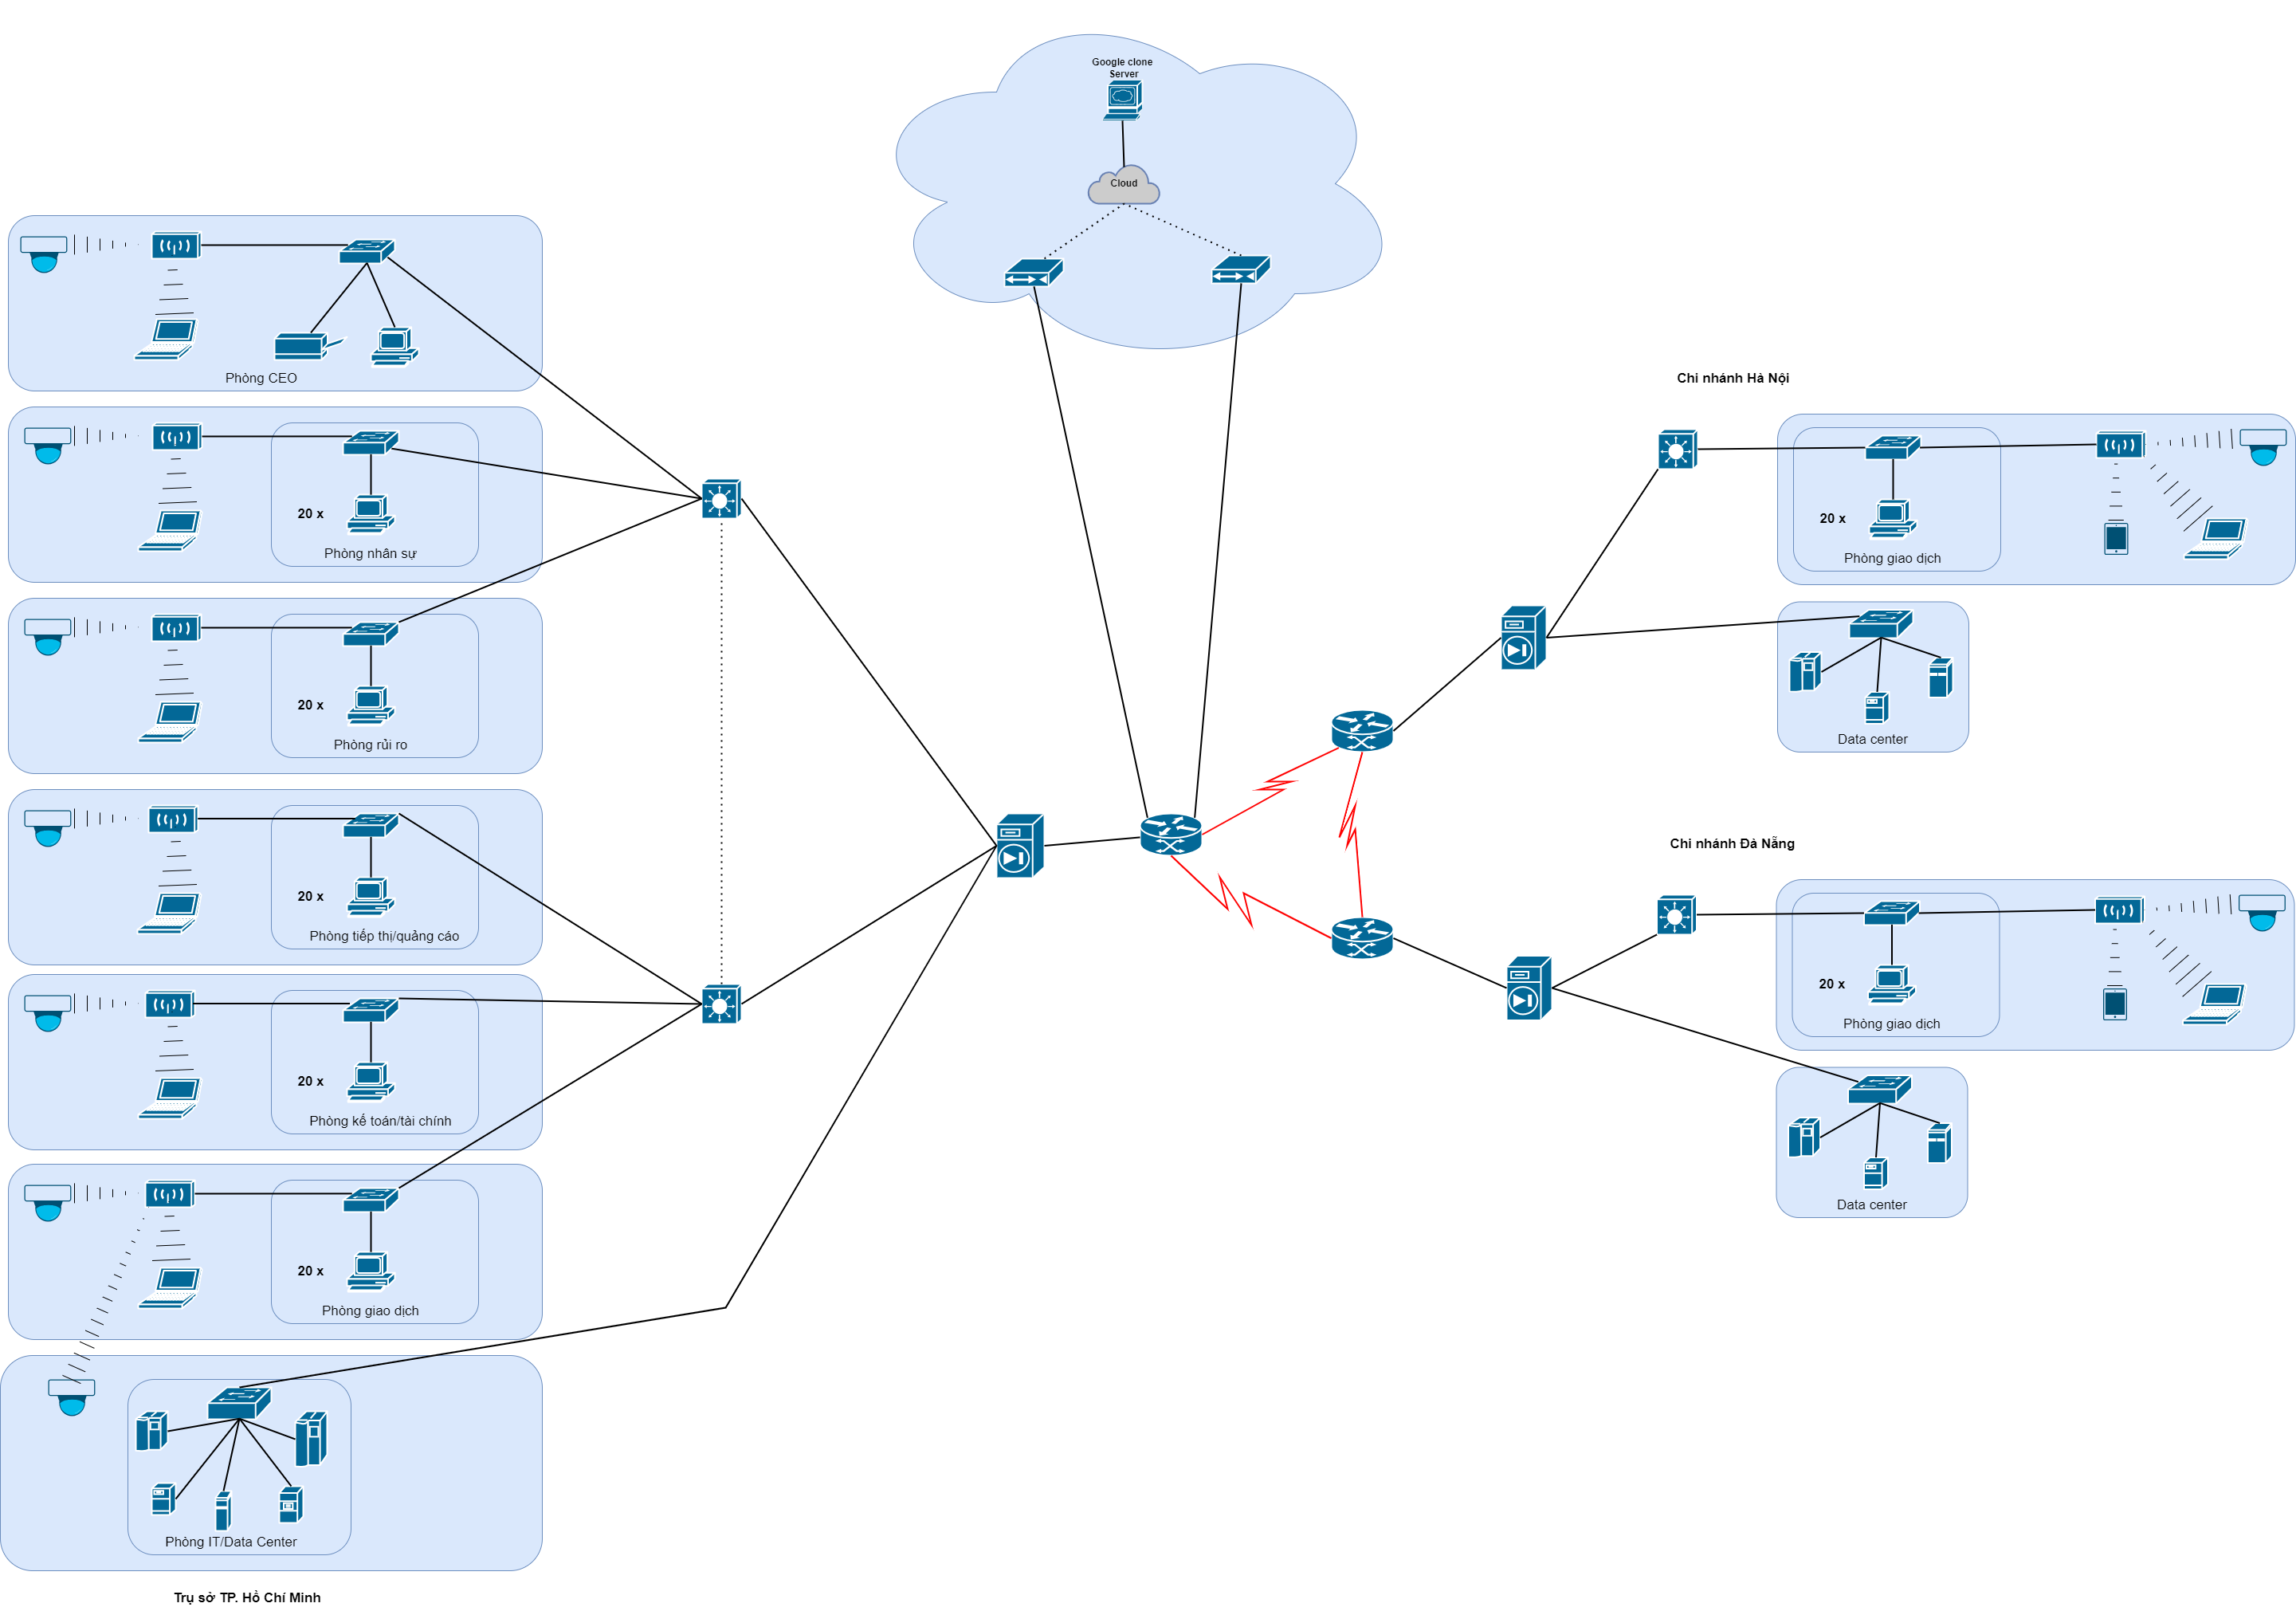 Google clone
Server
Cloud
Phòng CEO
20 x
Phòng nhân sự
20 x
Phòng rủi ro
20 x
Phòng tiếp thị/quảng cáo
20 x
Phòng kế toán/tài chính
20 x
Phòng giao dịch
Phòng IT/Data Center
Trụ sở TP. Hồ Chí Minh
Chi nhánh Hà Nội
20 x
Phòng giao dịch
Data center
Chi nhánh Đà Nẵng
20 x
Phòng giao dịch
Data center